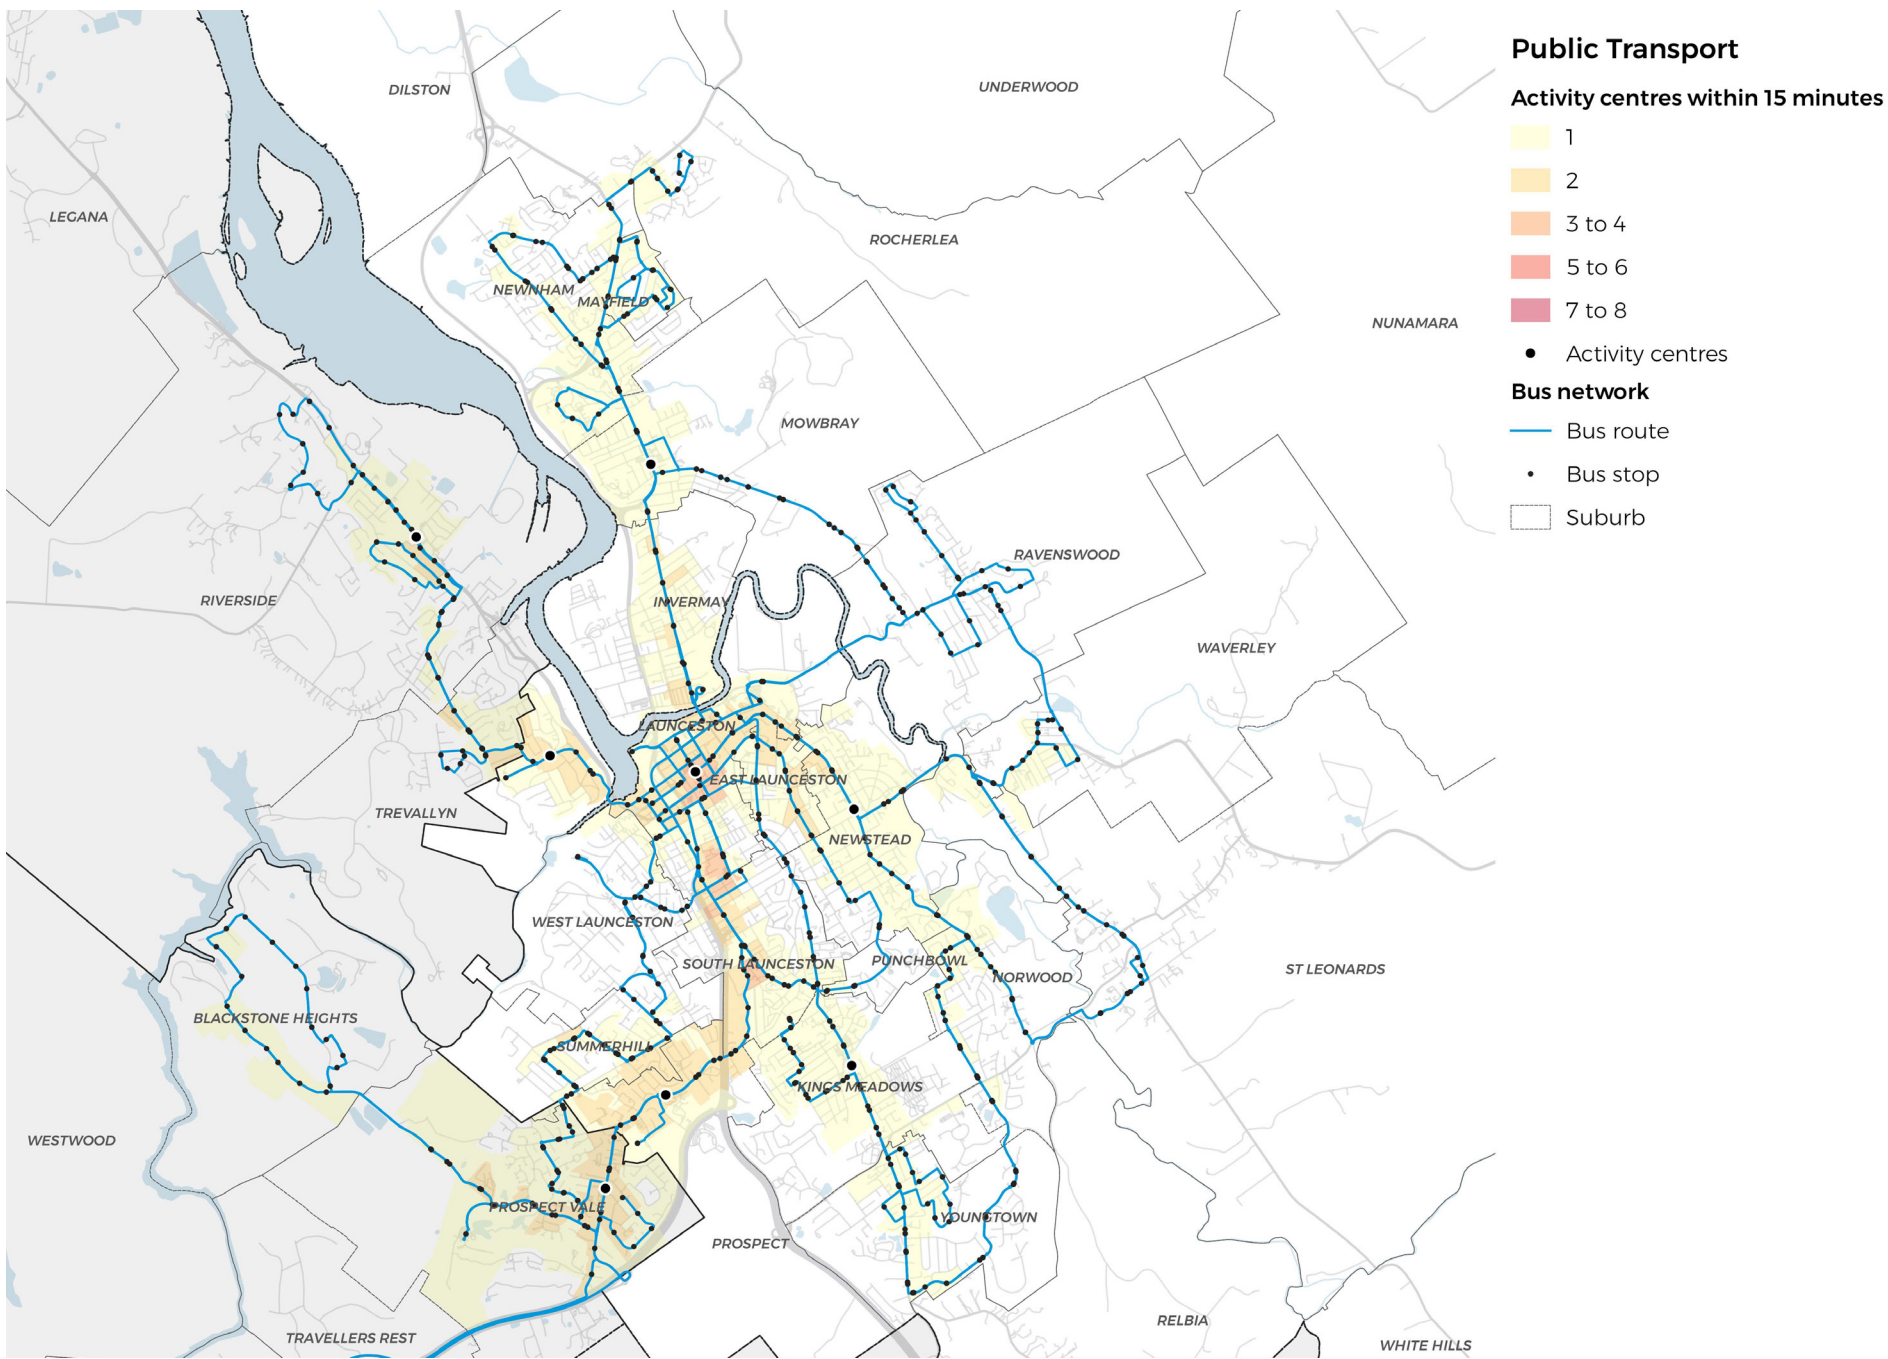 Public Transport
Activity centres within 15 minutes
1
2
3 to 4
5 to 6
7 to 8
Activity centres
Bus network
Bus route
Bus stop
Suburb
DILSTON
UNDERWOOD
LEGANA
ROCHERLEA
NEWNHAM
MAYFIELD
NUNAMARA
MOWBRAY
RAVENSWOOD
RIVERSIDE
INVERMAY
WAVERLEY
LAUNCESTON
EAST LAUNCESTON
TREVALLYN
NEWSTEAD
WEST LAUNCESTON
SOUTH LAUNCESTON
PUNCHBOWL
NORWOOD
ST LEONARDS
BLACKSTONE HEIGHTS
SUMMERHILL
KINGS MEADOWS
WESTWOOD
PROSPECT VALE
YOUNGTOWN
PROSPECT
RELBIA
TRAVELLERS REST
WHITE HILLS